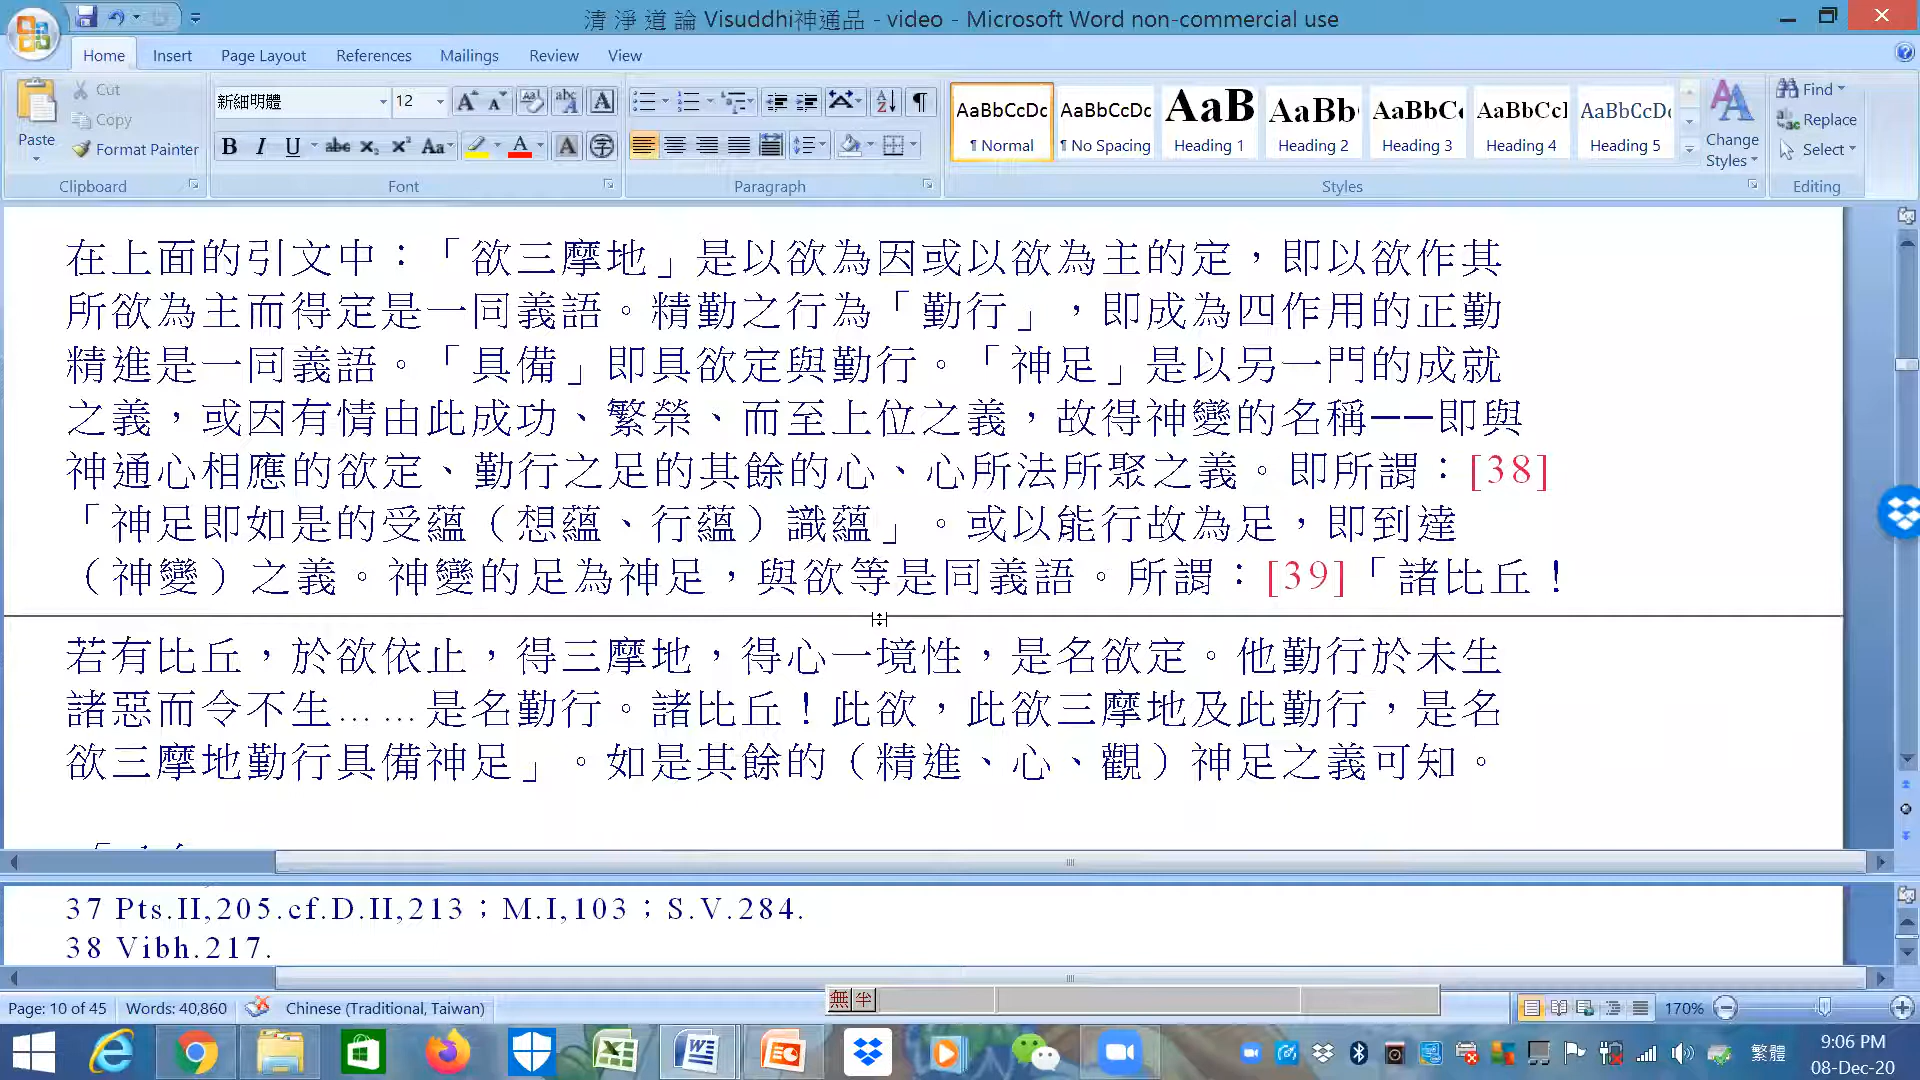 清 淨 道 論 Visuddhi神通品 - video - Microsoft Word non-commercial use
Home Insert Page Layout References Mailings Review View
Paste
Cut
Copy
Format Painter
Clipboard
新細明體 12
Font
Paragraph
AaBbCcDc AaBbCcDc AaB AaBb AaBbC AaBbCcI AaBbCcDc
¶ Normal ¶ No Spacing Heading 1 Heading 2 Heading 3 Heading 4 Heading 5
Change Styles
Styles
Find
Replace
Select
Editing
在上面的引文中：「欲三摩地」是以欲為因或以欲為主的定，即以欲作其
所欲為主而得定是一同義語。精勤之行為「勤行」，即成為四作用的正勤
精進是一同義語。「具備」即具欲定與勤行。「神足」是以另一門的成就
之義，或因有情由此成功、繁榮、而至上位之義，故得神變的名稱──即與
神通心相應的欲定、勤行之足的其餘的心、心所法所聚之義。即所謂：[38]
「神足即如是的受蘊（想蘊、行蘊）識蘊」。或以能行故為足，即到達
（神變）之義。神變的足為神足，與欲等是同義語。所謂：[39]「諸比丘！
若有比丘，於欲依止，得三摩地，得心一境性，是名欲定。他勤行於未生
諸惡而令不生……是名勤行。諸比丘！此欲，此欲三摩地及此勤行，是名
欲三摩地勤行具備神足」。如是其餘的（精進、心、觀）神足之義可知。
37 Pts.II,205.cf.D.II,213；M.I,103；S.V.284.
38 Vibh.217.
無 半
Page: 10 of 45 Words: 40,860 Chinese (Traditional, Taiwan) 170%
繁體
9:06 PM
08-Dec-20